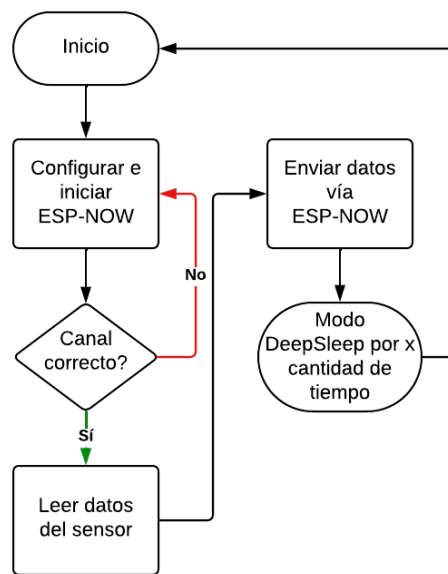 Inicio
Configurar e
iniciar
ESP-NOW
No
Canal
correcto?
Sí
Leer datos
del sensor
Enviar datos
vía
ESP-NOW
Modo
DeepSleep por x
cantidad de
tiempo